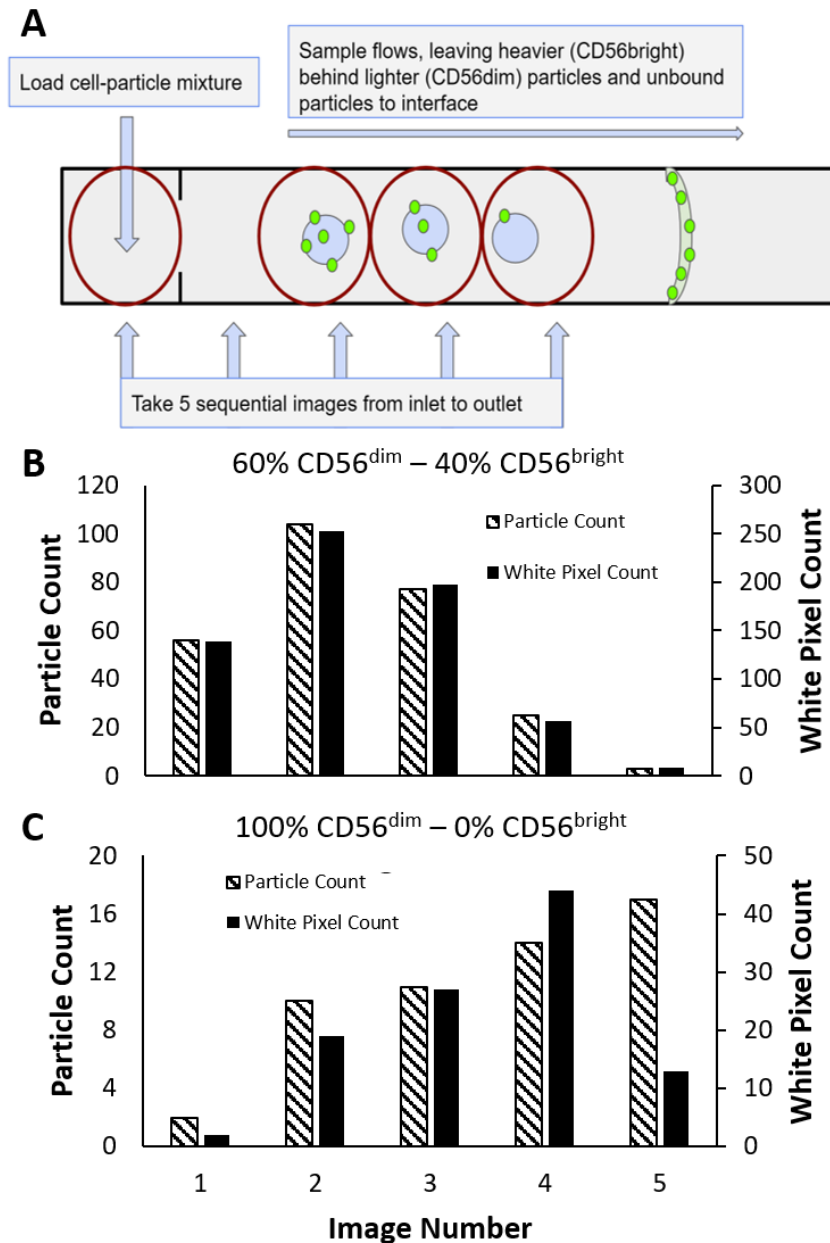 A
Load cell-particle mixture
Sample flows, leaving heavier (CD56bright)
behind lighter (CD56dim) particles and unbound
particles to interface
Take 5 sequential images from inlet to outlet
B
60% CD56dim – 40% CD56bright
Particle Count
White Pixel Count
Particle Count
White Pixel Count
120
100
80
60
40
20
0
300
250
200
150
100
50
0
C
100% CD56dim – 0% CD56bright
Particle Count
White Pixel Count
Particle Count
White Pixel Count
20
16
12
8
4
0
50
40
30
20
10
0
1 2 3 4 5
Image Number